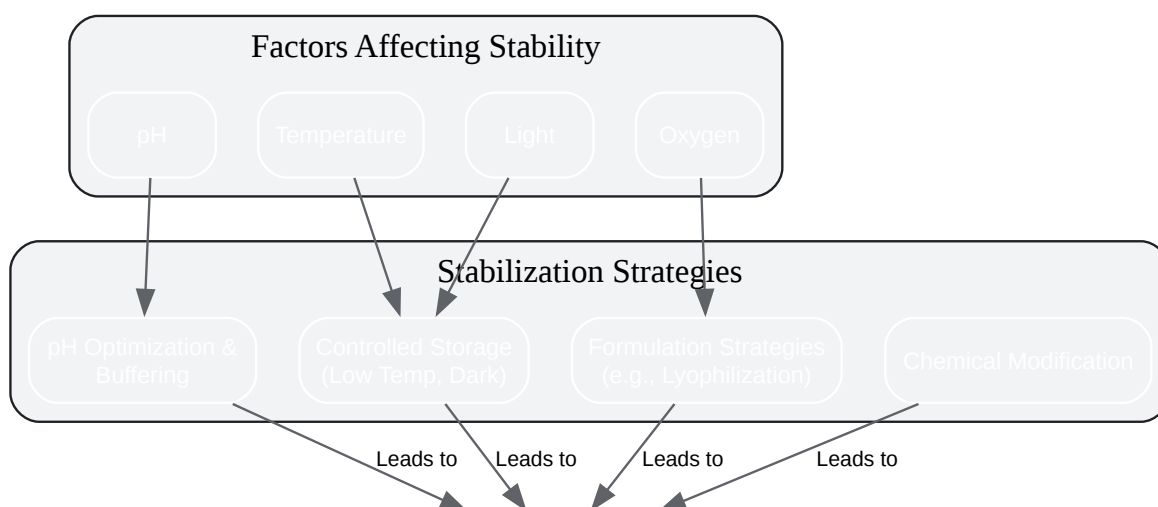 Factors Affecting Stability
pH
Temperature
Light
Oxygen
Stabilization Strategies
pH Optimization &
Buffering
Controlled Storage
(Low Temp, Dark)
Formulation Strategies
(e.g., Lyophilization)
Chemical Modification
Leads to
Leads to
Leads to
Leads to